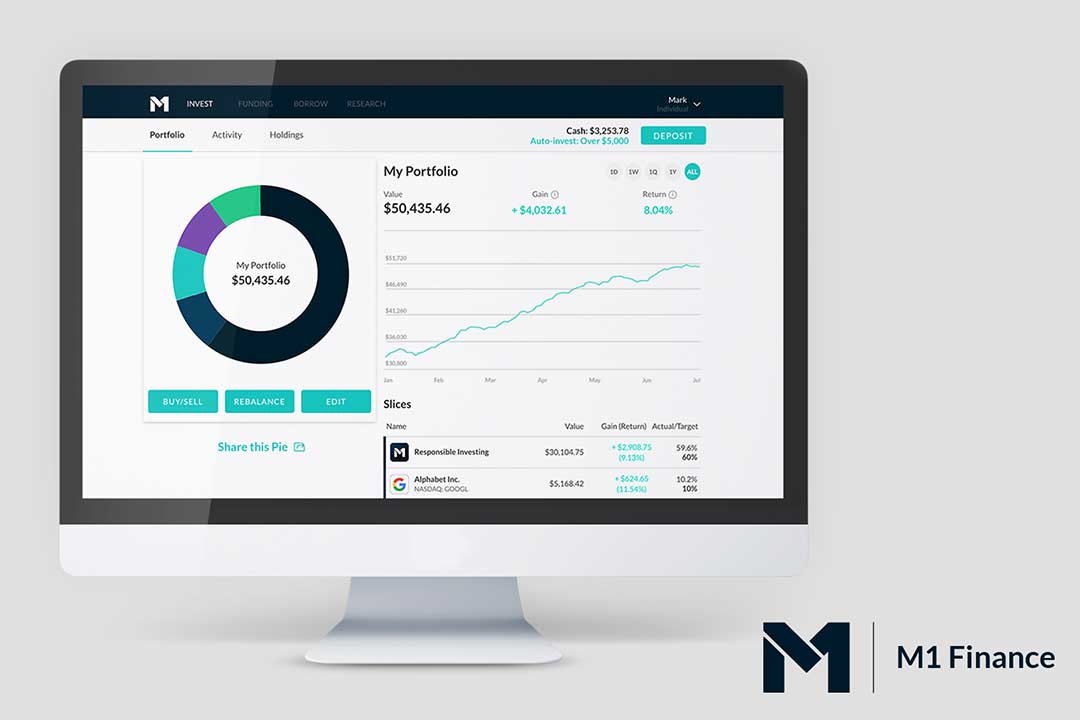 M INVEST FUNDING BORROW RESEARCH
Mark
Individual
Portfolio Activity Holdings
Cash: $3,253.78
Auto-invest: Over $5,000
DEPOSIT
My Portfolio
1D 1W 1Q 1Y ALL
Value Gain Return
$50,435.46 + $4,032.61 8.04%
My Portfolio
$50,435.46
$51,720
$46,490
$41,260
$36,030
$30,800
Jan Feb Mar Apr May Jun Jul
BUY/SELL REBALANCE EDIT
Share this Pie
Slices
Name Value Gain (Return) Actual/Target
M Responsible Investing $30,104.75 + $2,908.75 59.6%
(9.13%) 60%
G Alphabet Inc. $5,168.42 + $624.65 10.2%
NASDAQ: GOOGL (11.54%) 10%
M M1 Finance